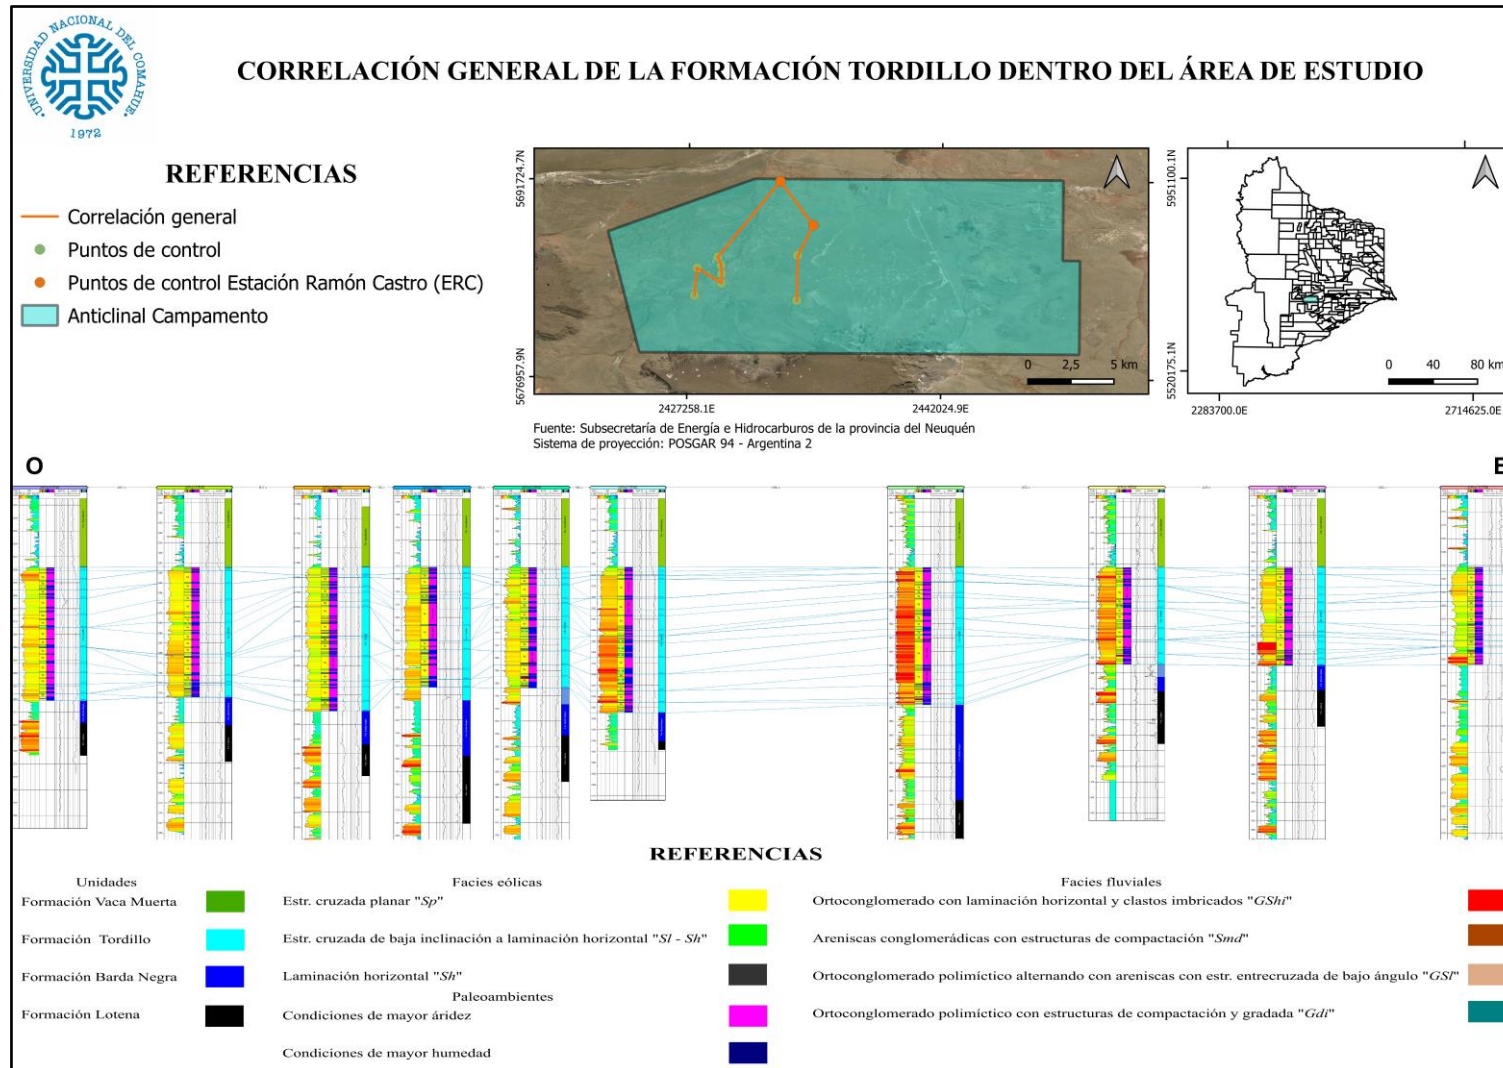 UNIVERSIDAD NACIONAL DEL COMAHUE
1972
CORRELACIÓN GENERAL DE LA FORMACIÓN TORDILLO DENTRO DEL ÁREA DE ESTUDIO
REFERENCIAS
Correlación general
Puntos de control
Puntos de control Estación Ramón Castro (ERC)
Anticlinal Campamento
5691724.7N
5676957.9N
0 2,5 5 km
2427258.1E
2442024.9E
5951100.1N
5520175.1N
0 40 80 km
2283700.0E
2714625.0E
Fuente: Subsecretaría de Energía e Hidrocarburos de la provincia del Neuquén
Sistema de proyección: POSGAR 94 - Argentina 2
O
E
REFERENCIAS
Unidades
Formación Vaca Muerta
Formación Tordillo
Formación Barda Negra
Formación Lotena
Facies eólicas
Estr. cruzada planar "Sp"
Estr. cruzada de baja inclinación a laminación horizontal "Sl - Sh"
Laminación horizontal "Sh"
Paleoambientes
Condiciones de mayor áridez
Condiciones de mayor humedad
Facies fluviales
Ortoconglomerado con laminación horizontal y clastos imbricados "GShi"
Areniscas conglomerádicas con estructuras de compactación "Smd"
Ortoconglomerado polimíctico alternando con areniscas con estr. entrecruzada de bajo ángulo "GSl"
Ortoconglomerado polimíctico con estructuras de compactación y gradada "Gdi"